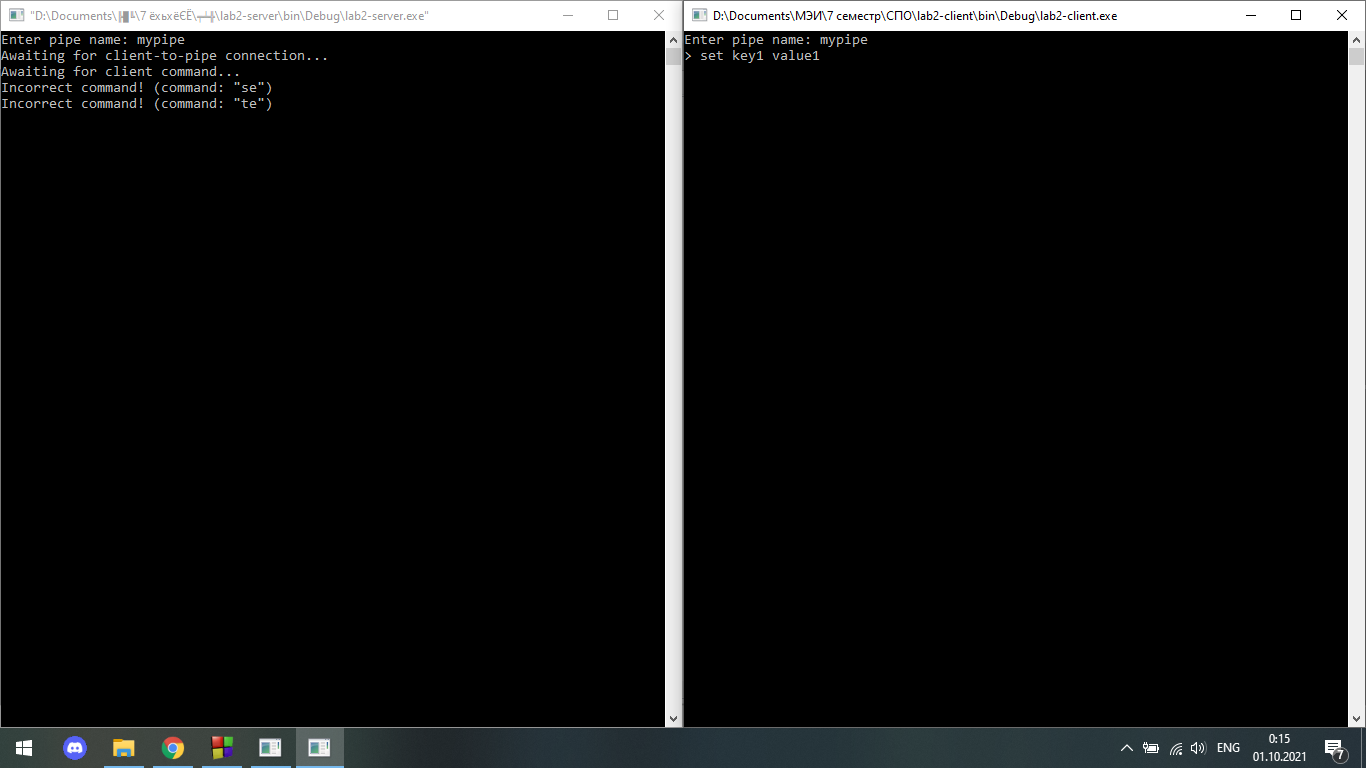 "D:\Documents\╠▌╚\7 ёхьхёЄЁ\╤╧╬\lab2-server\bin\Debug\lab2-server.exe"
Enter pipe name: mypipe
Awaiting for client-to-pipe connection...
Awaiting for client command...
Incorrect command! (command: "se")
Incorrect command! (command: "te")
D:\Documents\МЭИ\7 семестр\СПО\lab2-client\bin\Debug\lab2-client.exe
Enter pipe name: mypipe
> set key1 value1
ENG
0:15
01.10.2021
7